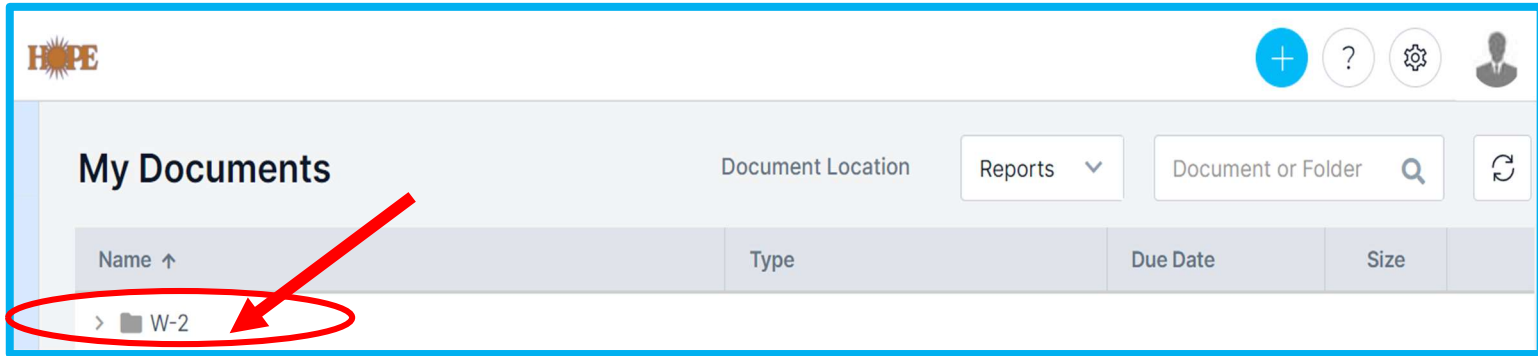 HOPE
?
My Documents
Document Location
Reports
Document or Folder
Name ↑
Type
Due Date
Size
> W-2